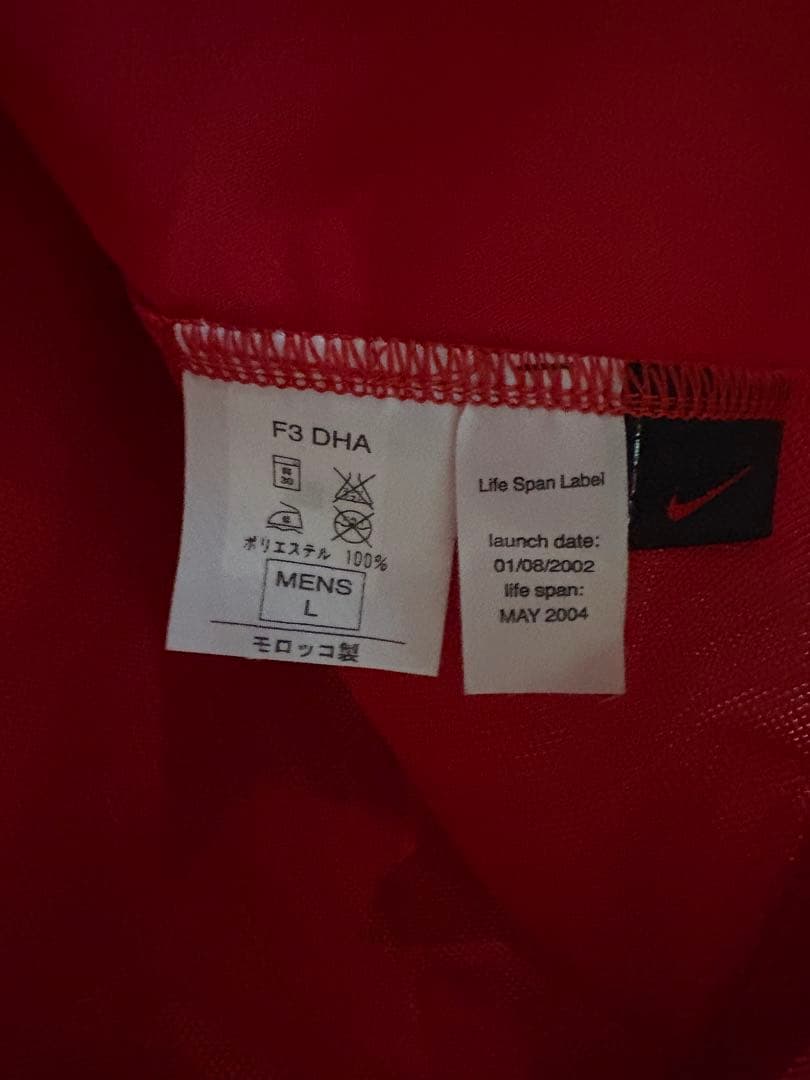 F3 DHA
ポリエステル 100%
MENS
L
モロッコ製
Life Span Label
launch date:
01/08/2002
life span:
MAY 2004